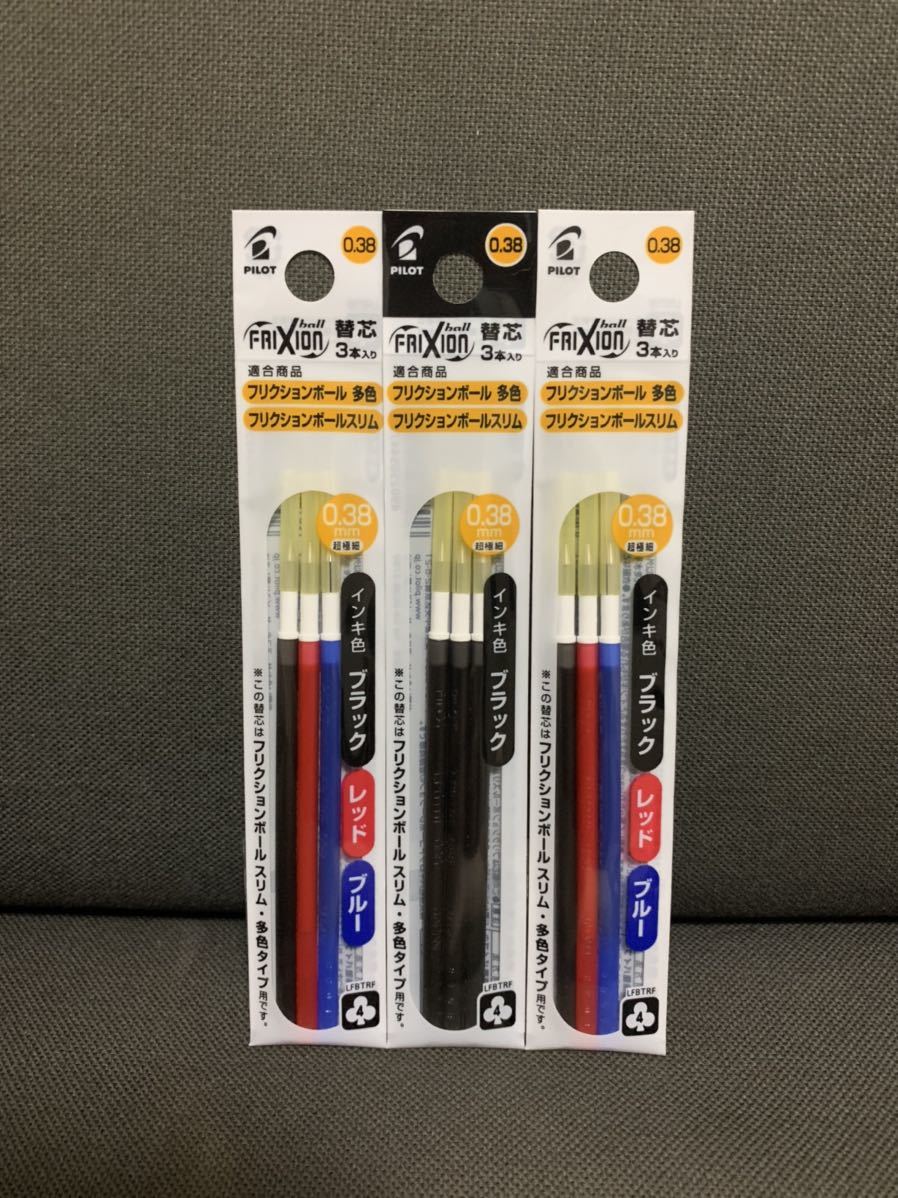 PILOT
0.38
FRIXION ball
替芯
3本入り
適合商品
フリクションボール 多色
フリクションボールスリム
0.38
mm
超極細
インキ色 ブラック
レッド
ブルー
※この替芯はフリクションボール スリム・多色タイプ用です。
LFBTRF
4
PILOT
0.38
FRIXION ball
替芯
3本入り
適合商品
フリクションボール 多色
フリクションボールスリム
0.38
mm
超極細
インキ色 ブラック
※この替芯はフリクションボール スリム・多色タイプ用です。
LFBTRF
4
PILOT
0.38
FRIXION ball
替芯
3本入り
適合商品
フリクションボール 多色
フリクションボールスリム
0.38
mm
超極細
インキ色 ブラック
レッド
ブルー
※この替芯はフリクションボール スリム・多色タイプ用です。
LFBTRF
4